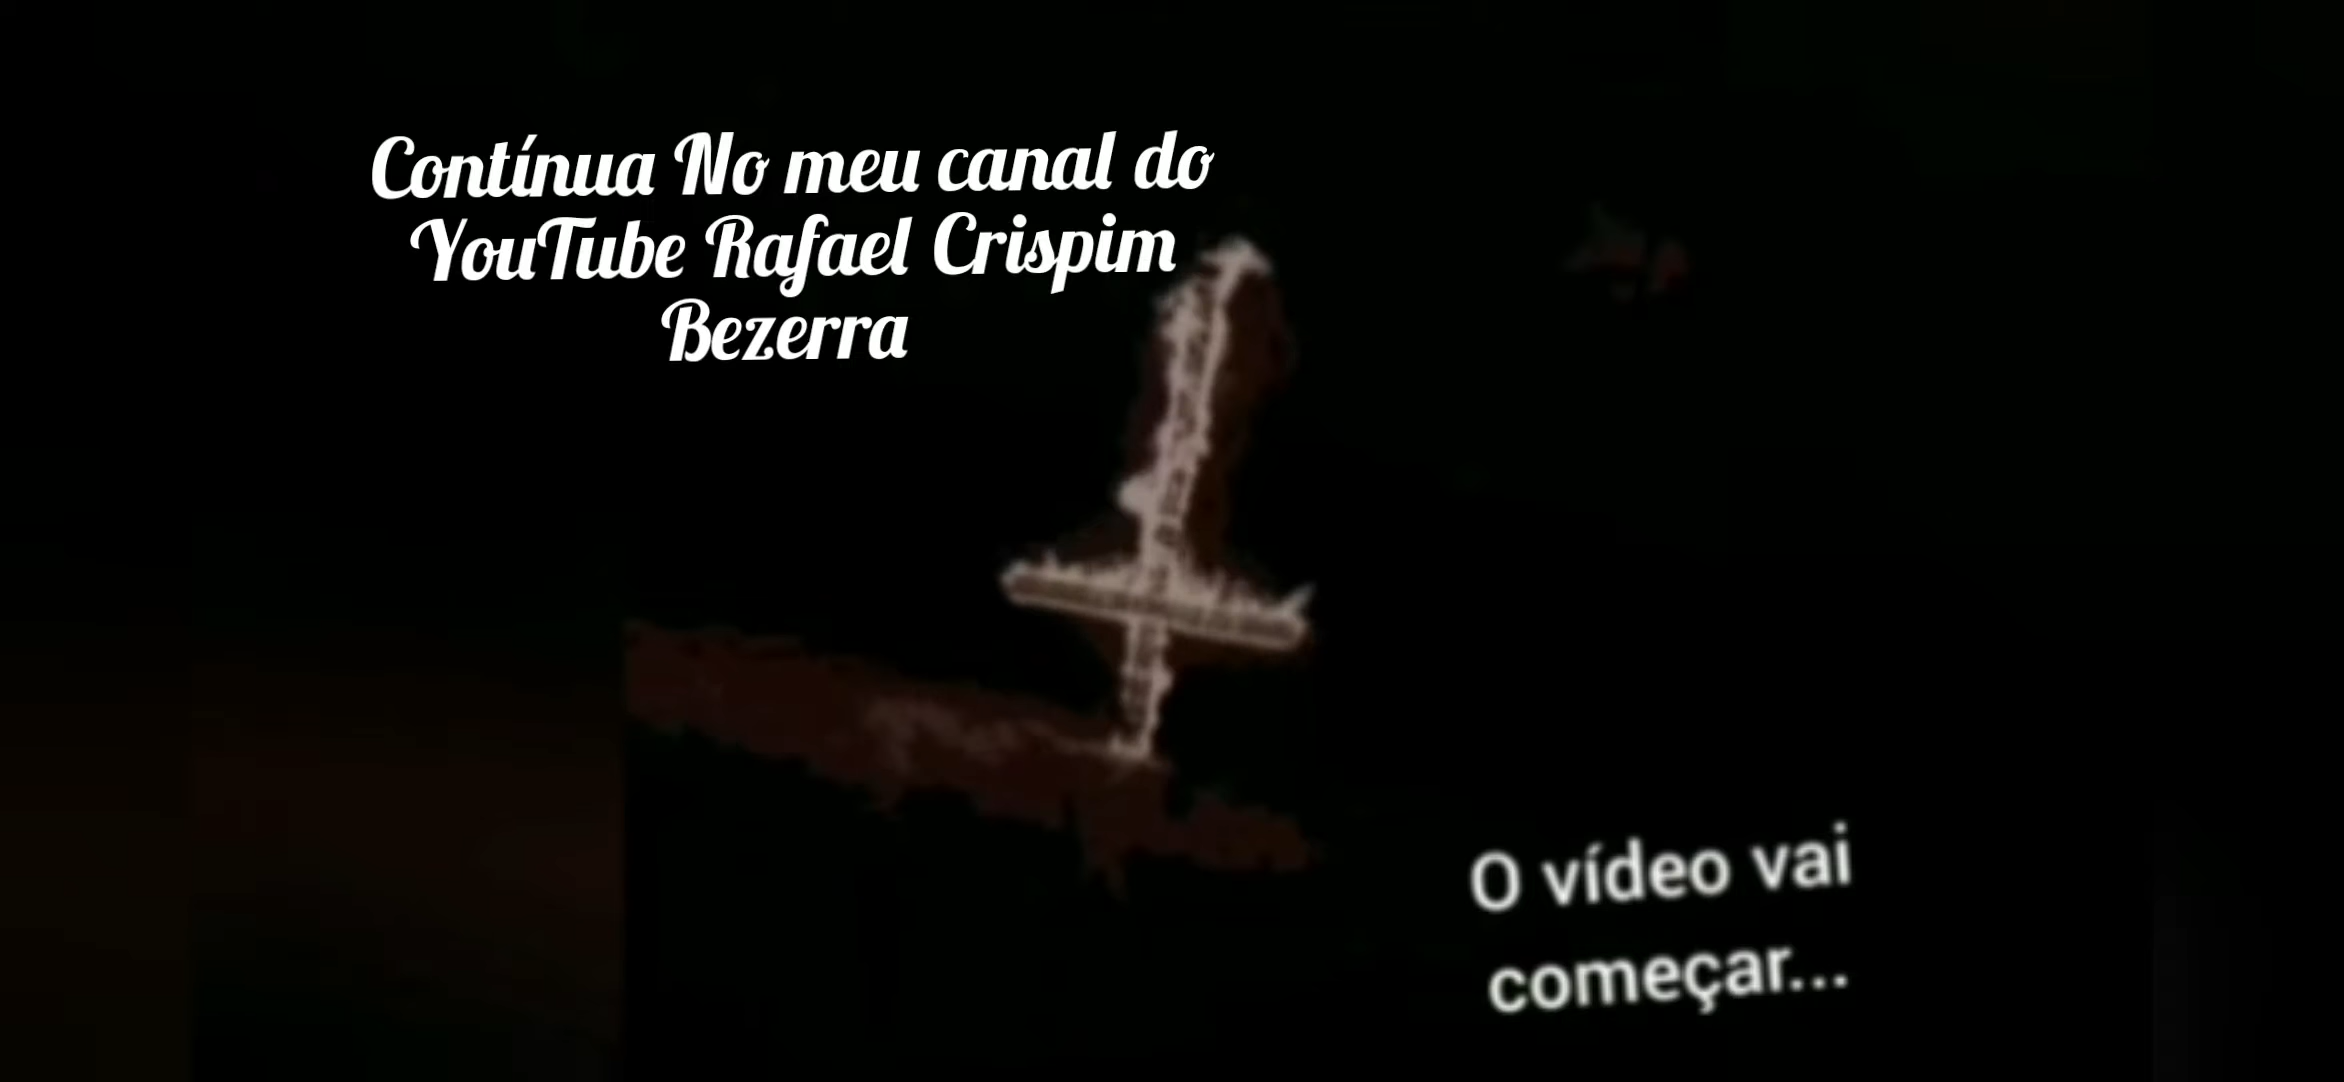 Contínua No meu canal do
YouTube Rafael Crispim
Bezerra
O vídeo vai
começar...